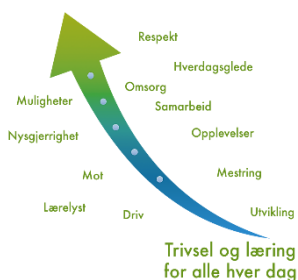 Respekt
Hverdagsglede
Omsorg
Muligheter
Samarbeid
Nysgjerrighet
Opplevelser
Mot
Mestring
Lærelyst
Driv
Utvikling
Trivsel og læring
for alle hver dag